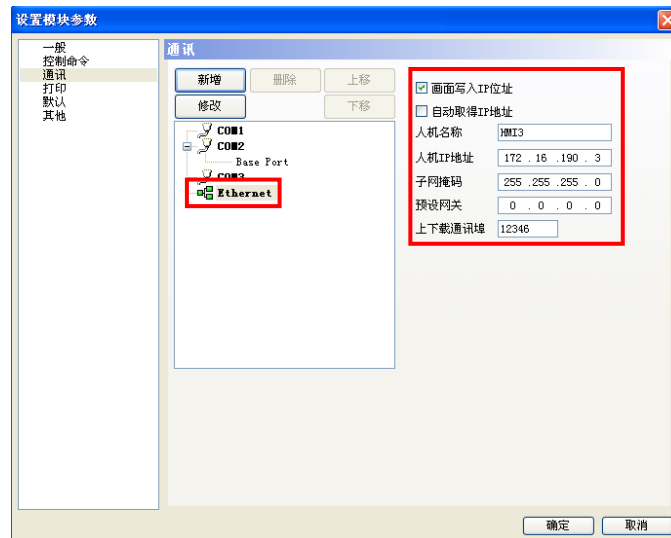 设置模块参数
一般
控制命令
通讯
打印
默认
其他
通讯
新增
删除
上移
修改
下移
COM1
COM2
Base Port
COM3
Ethernet
画面写入IP位址
自动取得IP地址
人机名称 HMI3
人机IP地址 172 . 16 .190 . 3
子网掩码 255 .255 .255 . 0
预设网关 0 . 0 . 0 . 0
上下载通讯埠 12346
确定
取消